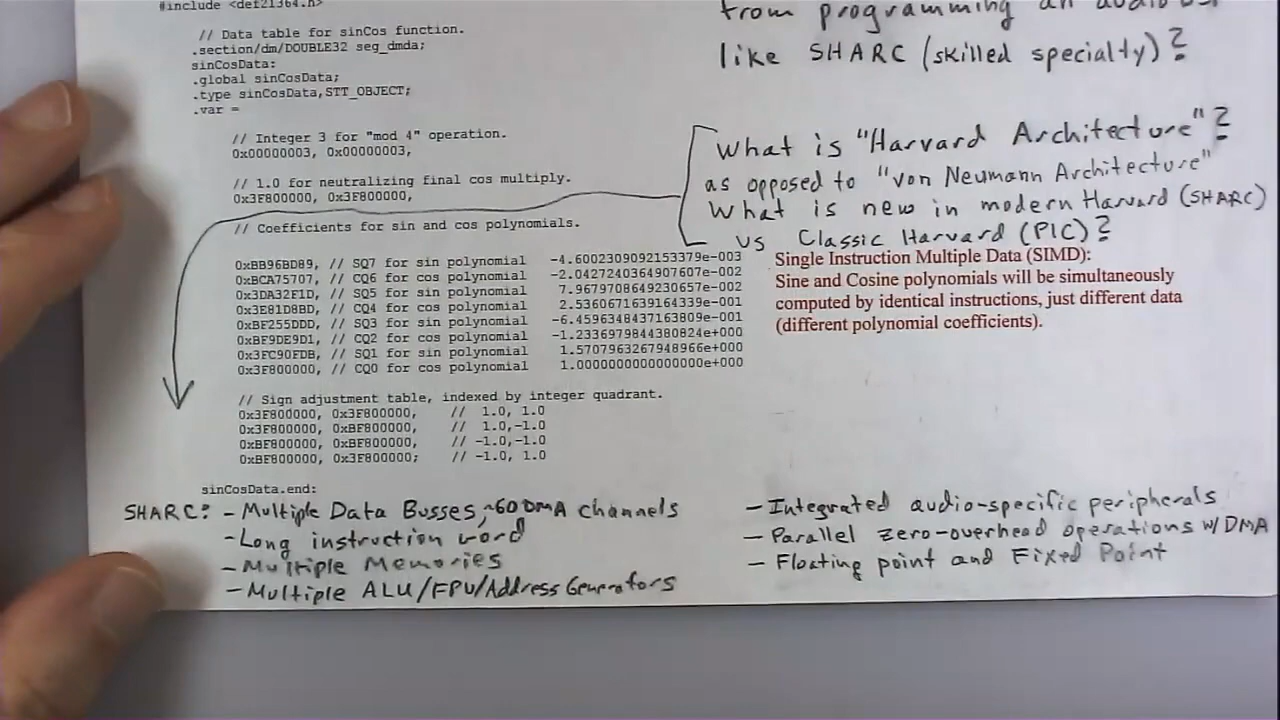 #include <def21364.h>
from programming an audio
like SHARC (skilled specialty)?
// Data table for sinCos function.
.section/dm/DOUBLE32 seg_dmda;
sinCosData:
.global sinCosData;
.type sinCosData,STT_OBJECT;
.var =
// Integer 3 for "mod 4" operation.
0x00000003, 0x00000003,
// 1.0 for neutralizing final cos multiply.
0x3F800000, 0x3F800000,
What is "Harvard Architecture"?
as opposed to "von Neumann Architecture"
What is new in modern Harvard (SHARC)
vs Classic Harvard (PIC)?
// Coefficients for sin and cos polynomials.
0xBB96BD89, // SQ7 for sin polynomial -4.6002309092153379e-003
0xBCA75707, // CQ6 for cos polynomial -2.0427240364907607e-002
0x3DA32F1D, // SQ5 for sin polynomial 7.9679708649230657e-002
0x3E81D8BD, // CQ4 for cos polynomial 2.5360671639164339e-001
0xBF255DDD, // SQ3 for sin polynomial -6.4596348437163809e-001
0xBF9DE9D1, // CQ2 for cos polynomial -1.2336979844380824e+000
0x3FC90FDB, // SQ1 for sin polynomial 1.5707963267948966e+000
0x3F800000, // CQ0 for cos polynomial 1.0000000000000000e+000
Single Instruction Multiple Data (SIMD):
Sine and Cosine polynomials will be simultaneously
computed by identical instructions, just different data
(different polynomial coefficients).
// Sign adjustment table, indexed by integer quadrant.
0x3F800000, 0x3F800000, // 1.0, 1.0
0x3F800000, 0xBF800000, // 1.0,-1.0
0xBF800000, 0xBF800000, // -1.0,-1.0
0xBF800000, 0x3F800000; // -1.0, 1.0
sinCosData.end:
SHARC: - Multiple Data Busses, ~60 DMA channels
- Long instruction word
- Multiple Memories
- Multiple ALU/FPU/Address Generators
- Integrated audio-specific peripherals
- Parallel zero-overhead operations w/DMA
- Floating point and Fixed Point